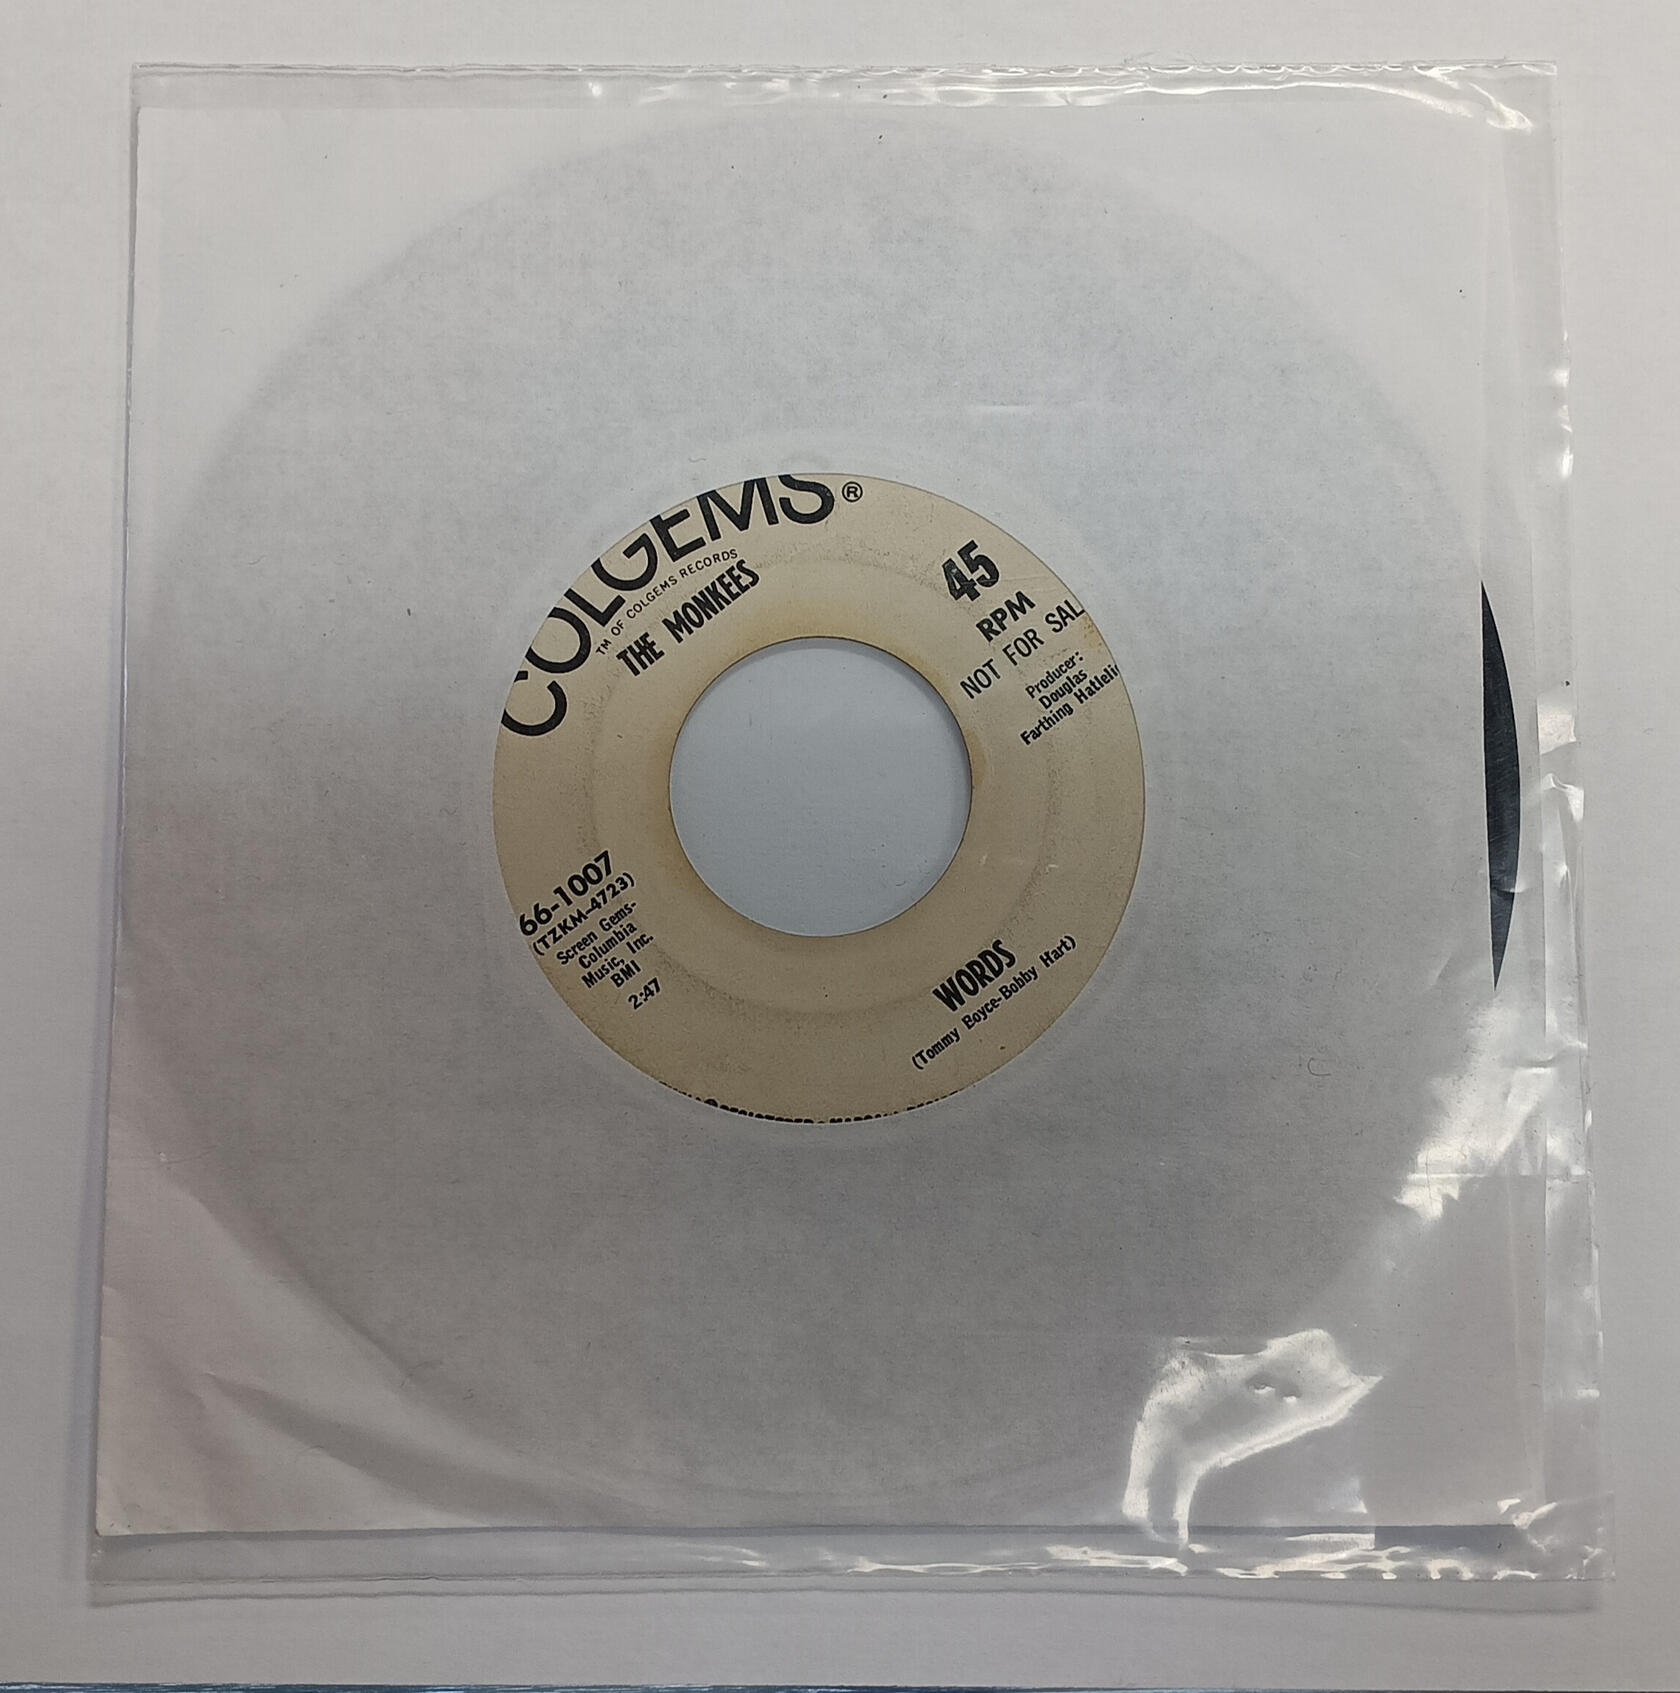 COLGEMS®
TM OF COLGEMS RECORDS
THE MONKEES
45
RPM
NOT FOR SAL
Producer:
Douglas
Farthing Hatleli
66-1007
(TZKM-4723)
Screen Gems-
Columbia
Music, Inc.
BMI
2:47
WORDS
(Tommy Boyce-Bobby Hart)